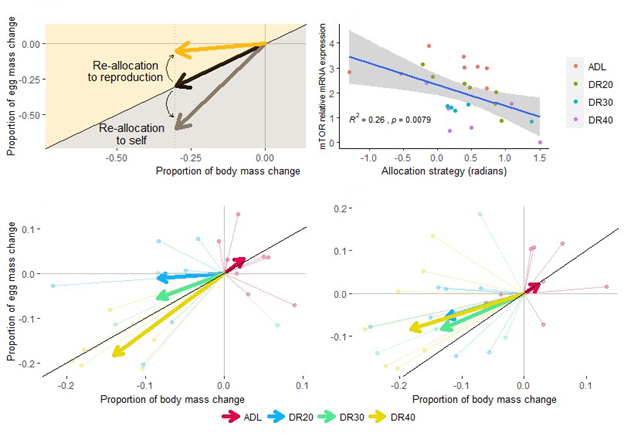 Proportion of egg mass change
0.00
-0.25
-0.50
Re-allocation
to reproduction
Re-allocation
to self
-0.50
-0.25
0.00
Proportion of body mass change
mTOR relative mRNA expression
4
3
2
1
0
R² = 0.26 , p = 0.0079
-1.0
-0.5
0.0
0.5
1.0
1.5
Allocation strategy (radians)
ADL
DR20
DR30
DR40
Proportion of egg mass change
0.1
0.0
-0.1
-0.2
-0.2
-0.1
0.0
0.1
Proportion of body mass change
0.2
0.1
0.0
-0.1
-0.2
-0.1
0.0
0.1
Proportion of body mass change
ADL DR20 DR30 DR40